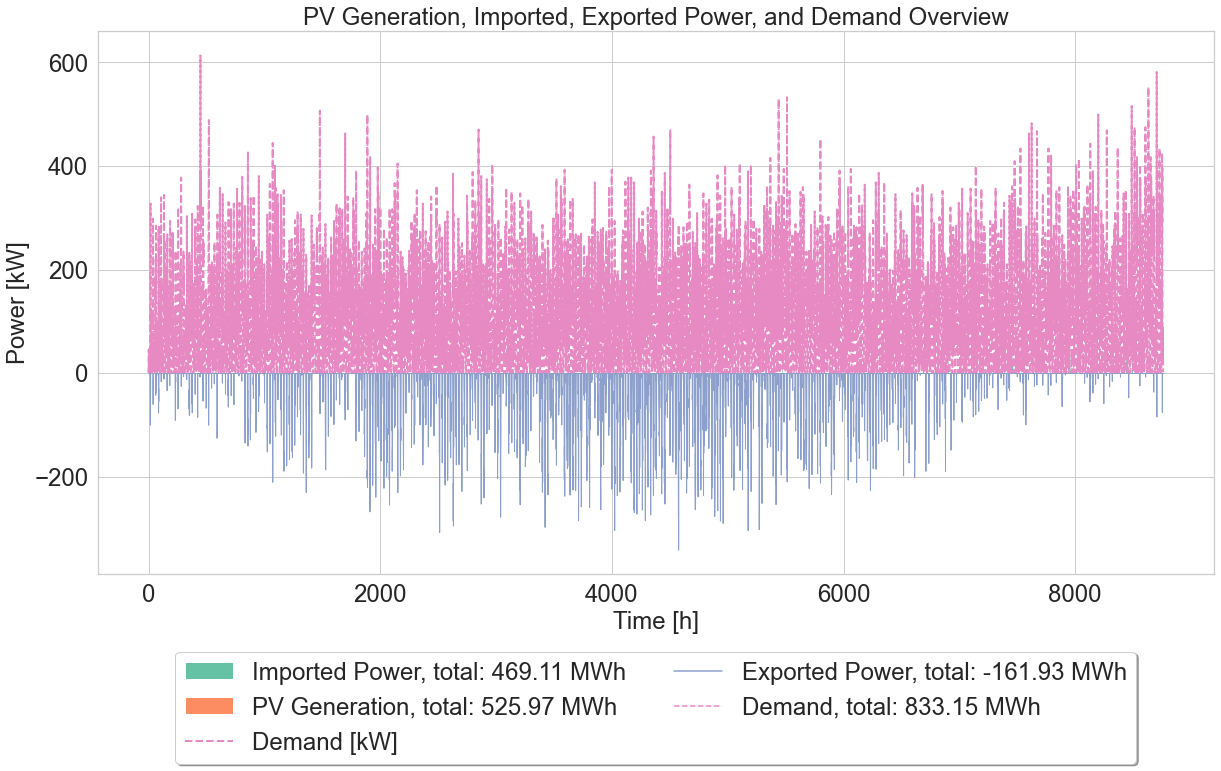 PV Generation, Imported, Exported Power, and Demand Overview
600
400
200
0
−200
Power [kW]
0 2000 4000 6000 8000
Time [h]
Imported Power, total: 469.11 MWh
PV Generation, total: 525.97 MWh
Demand [kW]
Exported Power, total: -161.93 MWh
Demand, total: 833.15 MWh